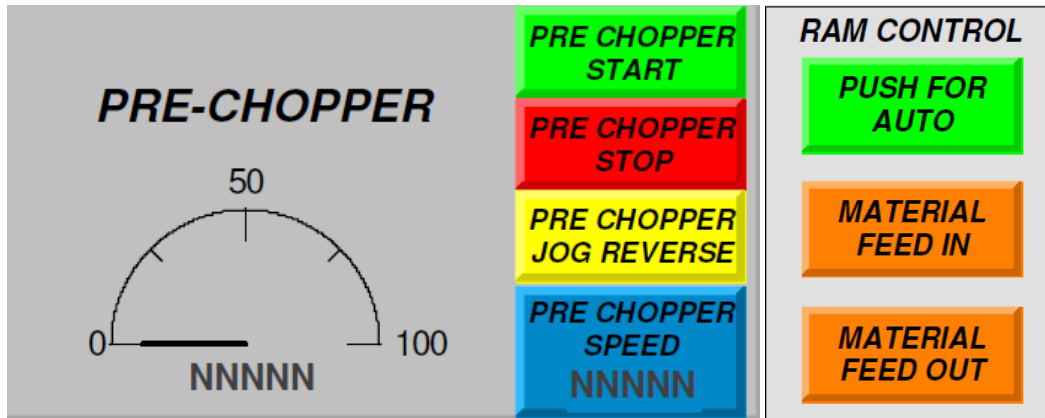 PRE-CHOPPER
50
0
100
NNNNN
PRE CHOPPER
START
PRE CHOPPER
STOP
PRE CHOPPER
JOG REVERSE
PRE CHOPPER
SPEED
NNNNN
RAM CONTROL
PUSH FOR
AUTO
MATERIAL
FEED IN
MATERIAL
FEED OUT